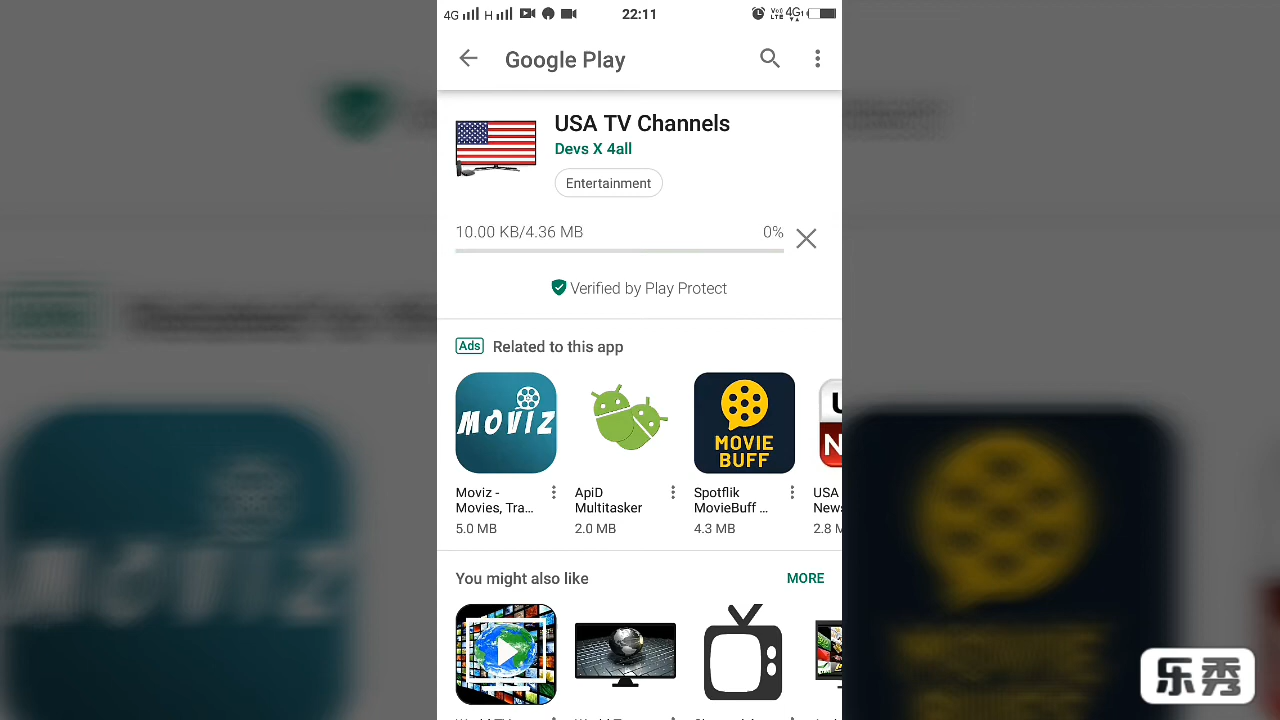 4G H 22:11 VoLTE 4G
Google Play
USA TV Channels
Devs X 4all
Entertainment
10.00 KB/4.36 MB 0%
Verified by Play Protect
Ads Related to this app
MOVIZ
MOVIE
BUFF
U
N
Moviz -
Movies, Tra...
5.0 MB
ApiD
Multitasker
2.0 MB
Spotflik
MovieBuff ...
4.3 MB
USA
New
2.8 M
You might also like MORE
乐秀